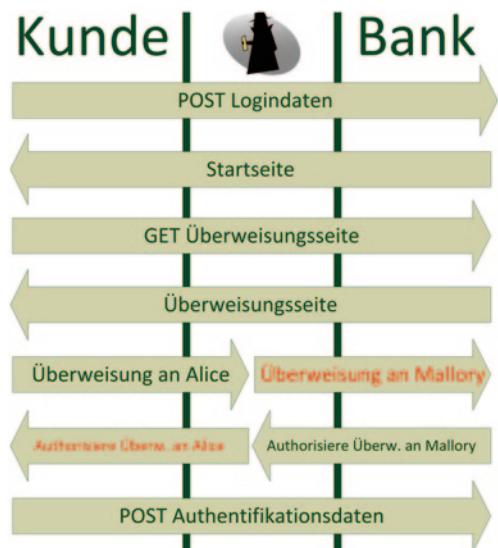 Kunde Bank
POST Logindaten
Startseite
GET Überweisungsseite
Überweisungsseite
Überweisung an Alice Überweisung an Mallory
Authorisiere Überw. an Alice Authorisiere Überw. an Mallory
POST Authentifikationsdaten